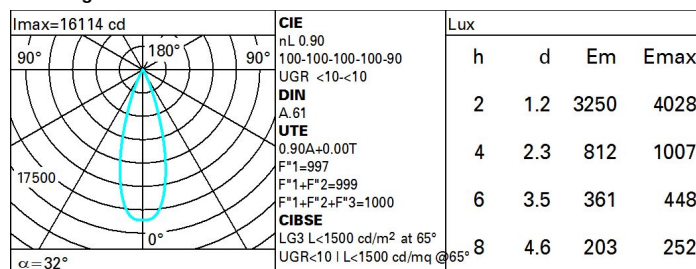 Imax=16114 cd
90°
180°
90°
17500
0°
α=32°
CIE
nL 0.90
100-100-100-100-90
UGR <10-<10
DIN
A.61
UTE
0.90A+0.00T
F"1=997
F"1+F"2=999
F"1+F"2+F"3=1000
CIBSE
LG3 L<1500 cd/m² at 65°
UGR<10 | L<1500 cd/mq @65°
Lux
h d Em Emax
2 1.2 3250 4028
4 2.3 812 1007
6 3.5 361 448
8 4.6 203 252